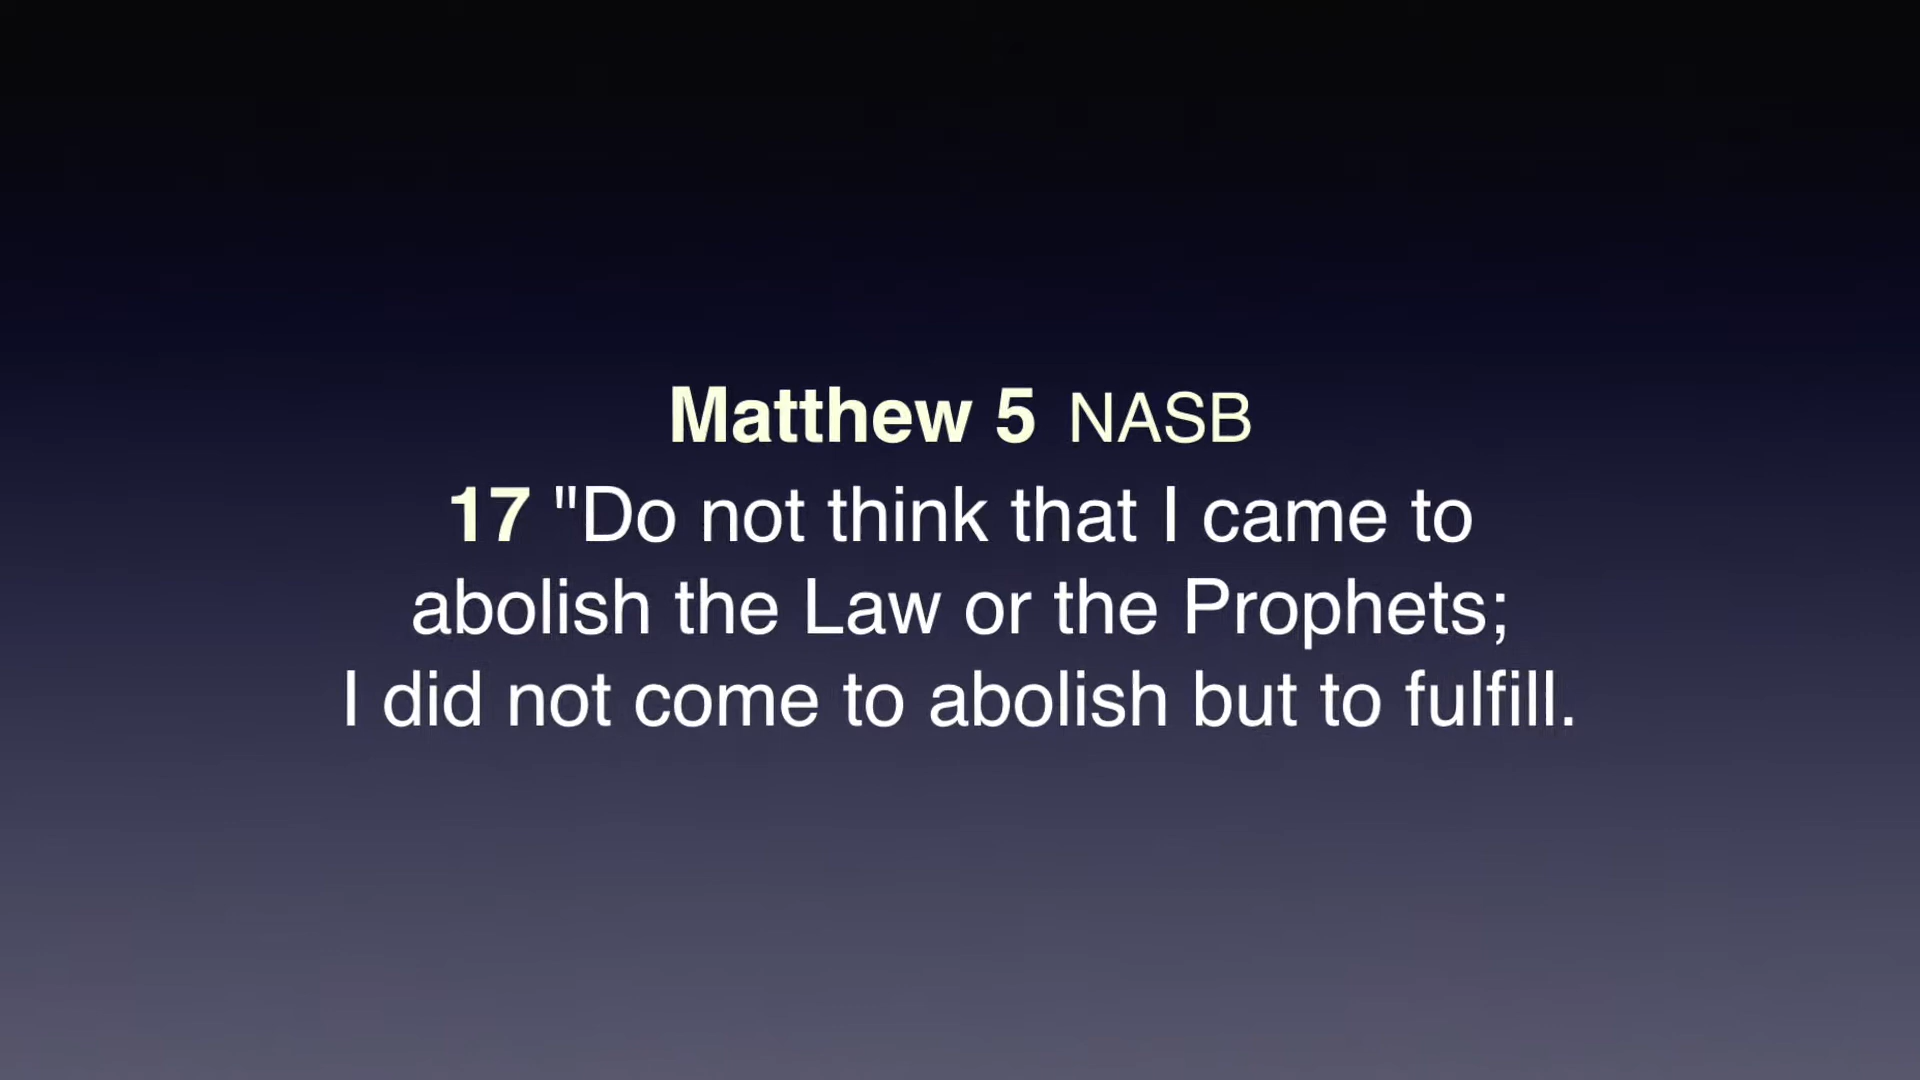 Matthew 5 NASB
17 "Do not think that I came to
abolish the Law or the Prophets;
I did not come to abolish but to fulfill.